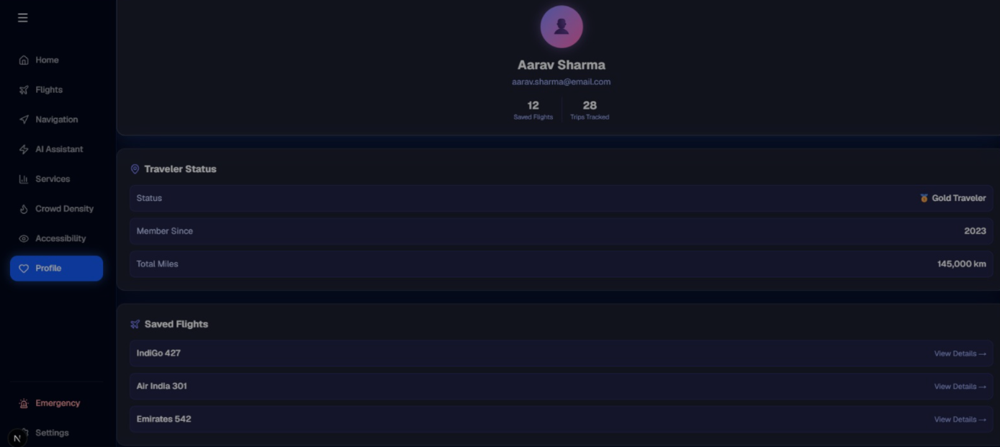 Home
Flights
Navigation
AI Assistant
Services
Crowd Density
Accessibility
Profile
Emergency
Settings
N
Aarav Sharma
aarav.sharma@email.com
12
Saved Flights
28
Trips Tracked
Traveler Status
Status
Gold Traveler
Member Since
2023
Total Miles
145,000 km
Saved Flights
IndiGo 427
View Details →
Air India 301
View Details →
Emirates 542
View Details →